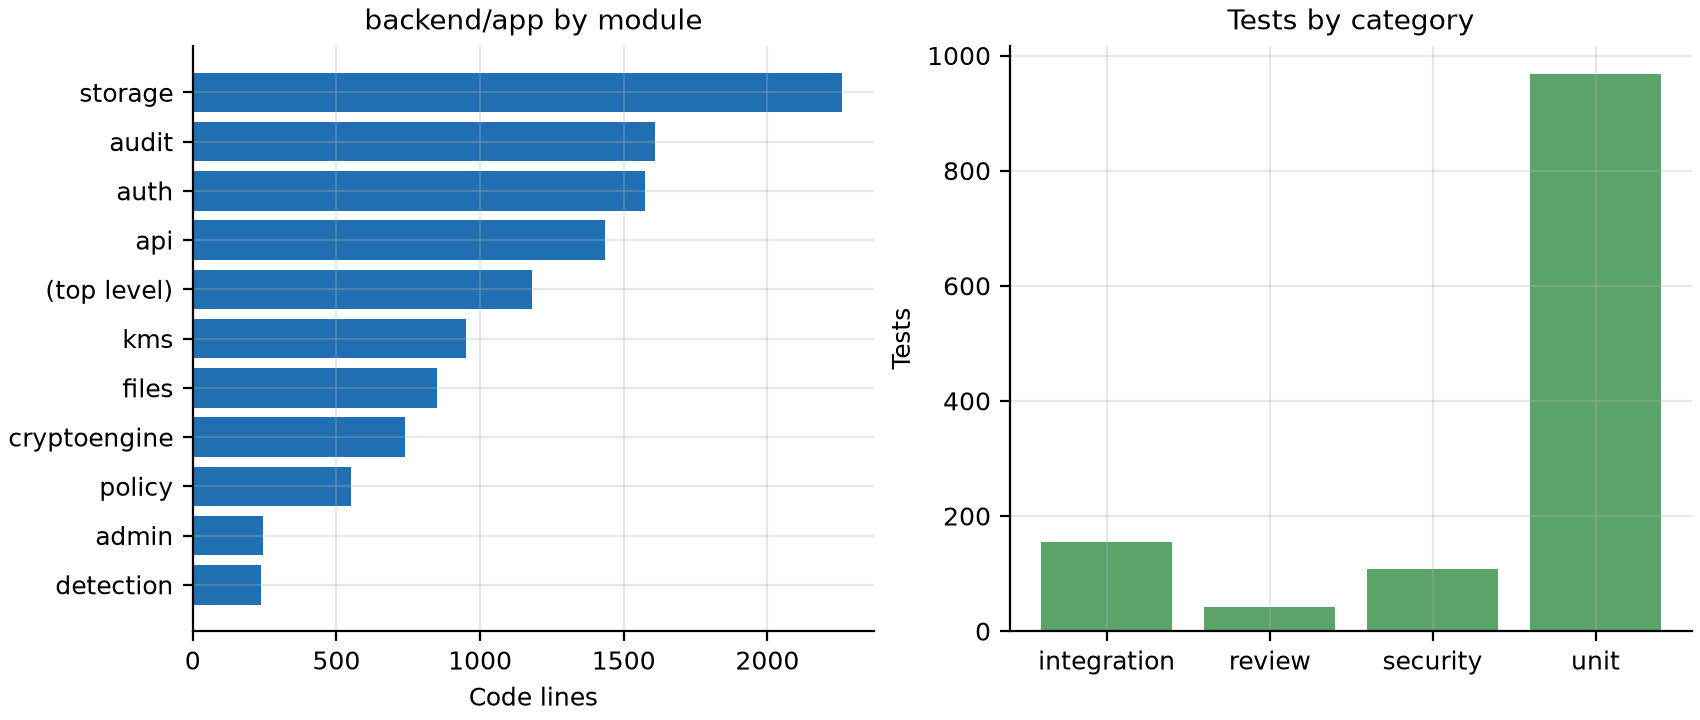 backend/app by module
storage
audit
auth
api
(top level)
kms
files
cryptoengine
policy
admin
detection
0 500 1000 1500 2000
Code lines
Tests by category
Tests
1000
800
600
400
200
0
integration review security unit